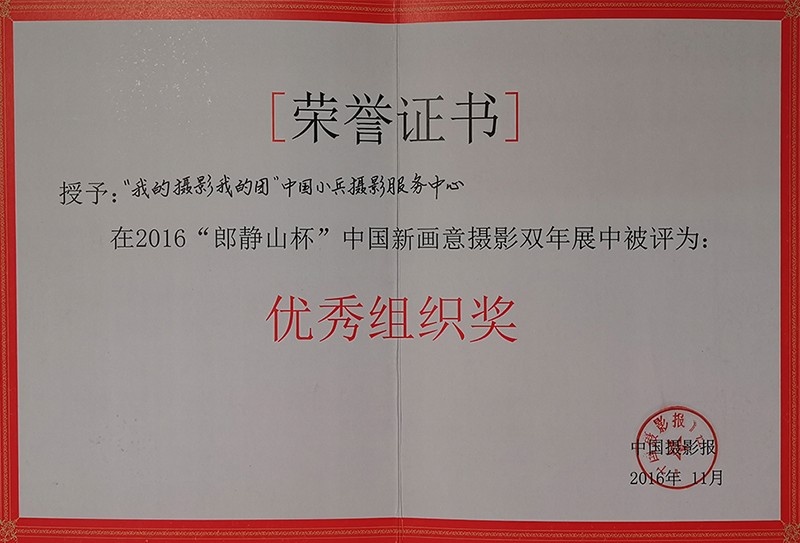 [荣誉证书]
授予："我的摄影我的团"中国小兵摄影服务中心
在2016“郎静山杯”中国新画意摄影双年展中被评为：
优秀组织奖
中国摄影报
2016年 11月